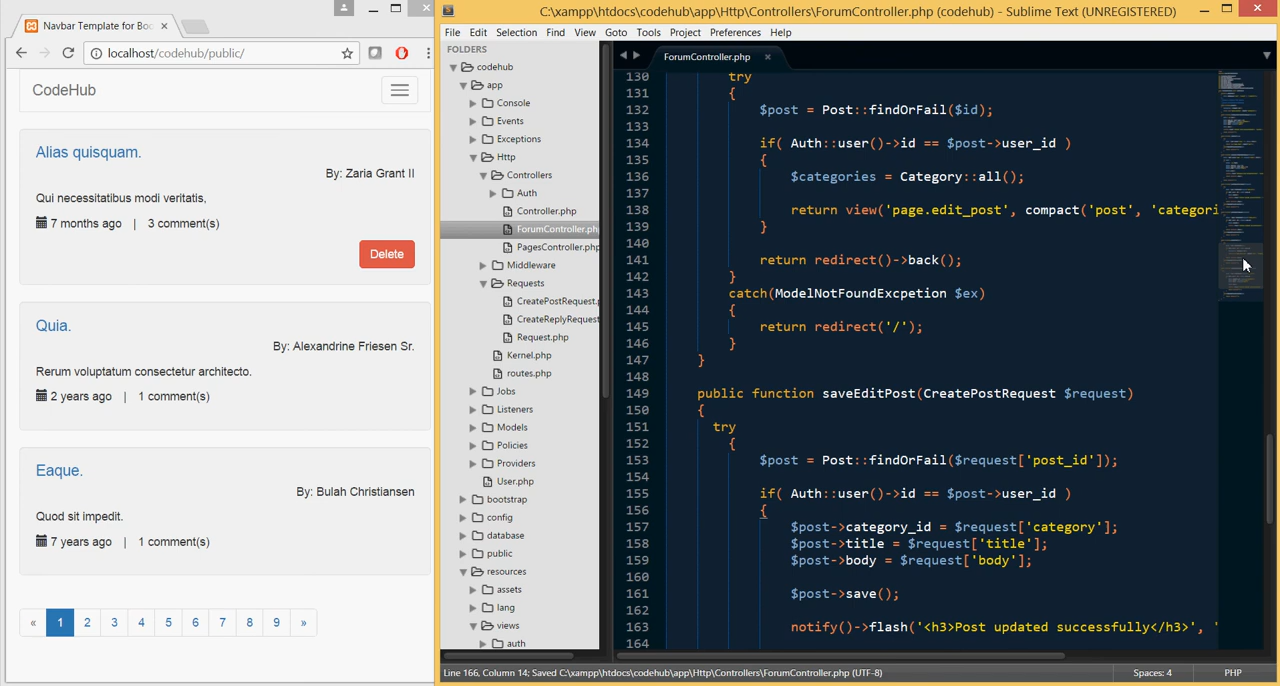 Navbar Template for Boo
localhost/codehub/public/
CodeHub
Alias quisquam.
By: Zaria Grant II
Qui necessitatibus modi veritatis,
7 months ago | 3 comment(s)
Delete
Quia.
By: Alexandrine Friesen Sr.
Rerum voluptatum consectetur architecto.
2 years ago | 1 comment(s)
Eaque.
By: Bulah Christiansen
Quod sit impedit.
7 years ago | 1 comment(s)
« 1 2 3 4 5 6 7 8 9 »
C:\xampp\htdocs\codehub\app\Http\Controllers\ForumController.php (codehub) - Sublime Text (UNREGISTERED)
File Edit Selection Find View Goto Tools Project Preferences Help
FOLDERS
codehub
app
Console
Events
Exceptions
Http
Controllers
Auth
Controller.php
ForumController.ph
PagesController.php
Middleware
Requests
CreatePostRequest.
CreateReplyRequest
Request.php
Kernel.php
routes.php
Jobs
Listeners
Models
Policies
Providers
User.php
bootstrap
config
database
public
resources
assets
lang
views
auth
ForumController.php
130 try
131 {
132 $post = Post::findOrFail($id);
133
134 if( Auth::user()->id == $post->user_id )
135 {
136 $categories = Category::all();
137
138 return view('page.edit_post', compact('post', 'categori
139 }
140
141 return redirect()->back();
142 }
143 catch(ModelNotFoundExcpetion $ex)
144 {
145 return redirect('/');
146 }
147 }
148
149 public function saveEditPost(CreatePostRequest $request)
150 {
151 try
152 {
153 $post = Post::findOrFail($request['post_id']);
154
155 if( Auth::user()->id == $post->user_id )
156 {
157 $post->category_id = $request['category'];
158 $post->title = $request['title'];
159 $post->body = $request['body'];
160
161 $post->save();
162
163 notify()->flash('<h3>Post updated successfully</h3>', '
164
Line 166, Column 14; Saved C:\xampp\htdocs\codehub\app\Http\Controllers\ForumController.php (UTF-8)
Spaces: 4
PHP